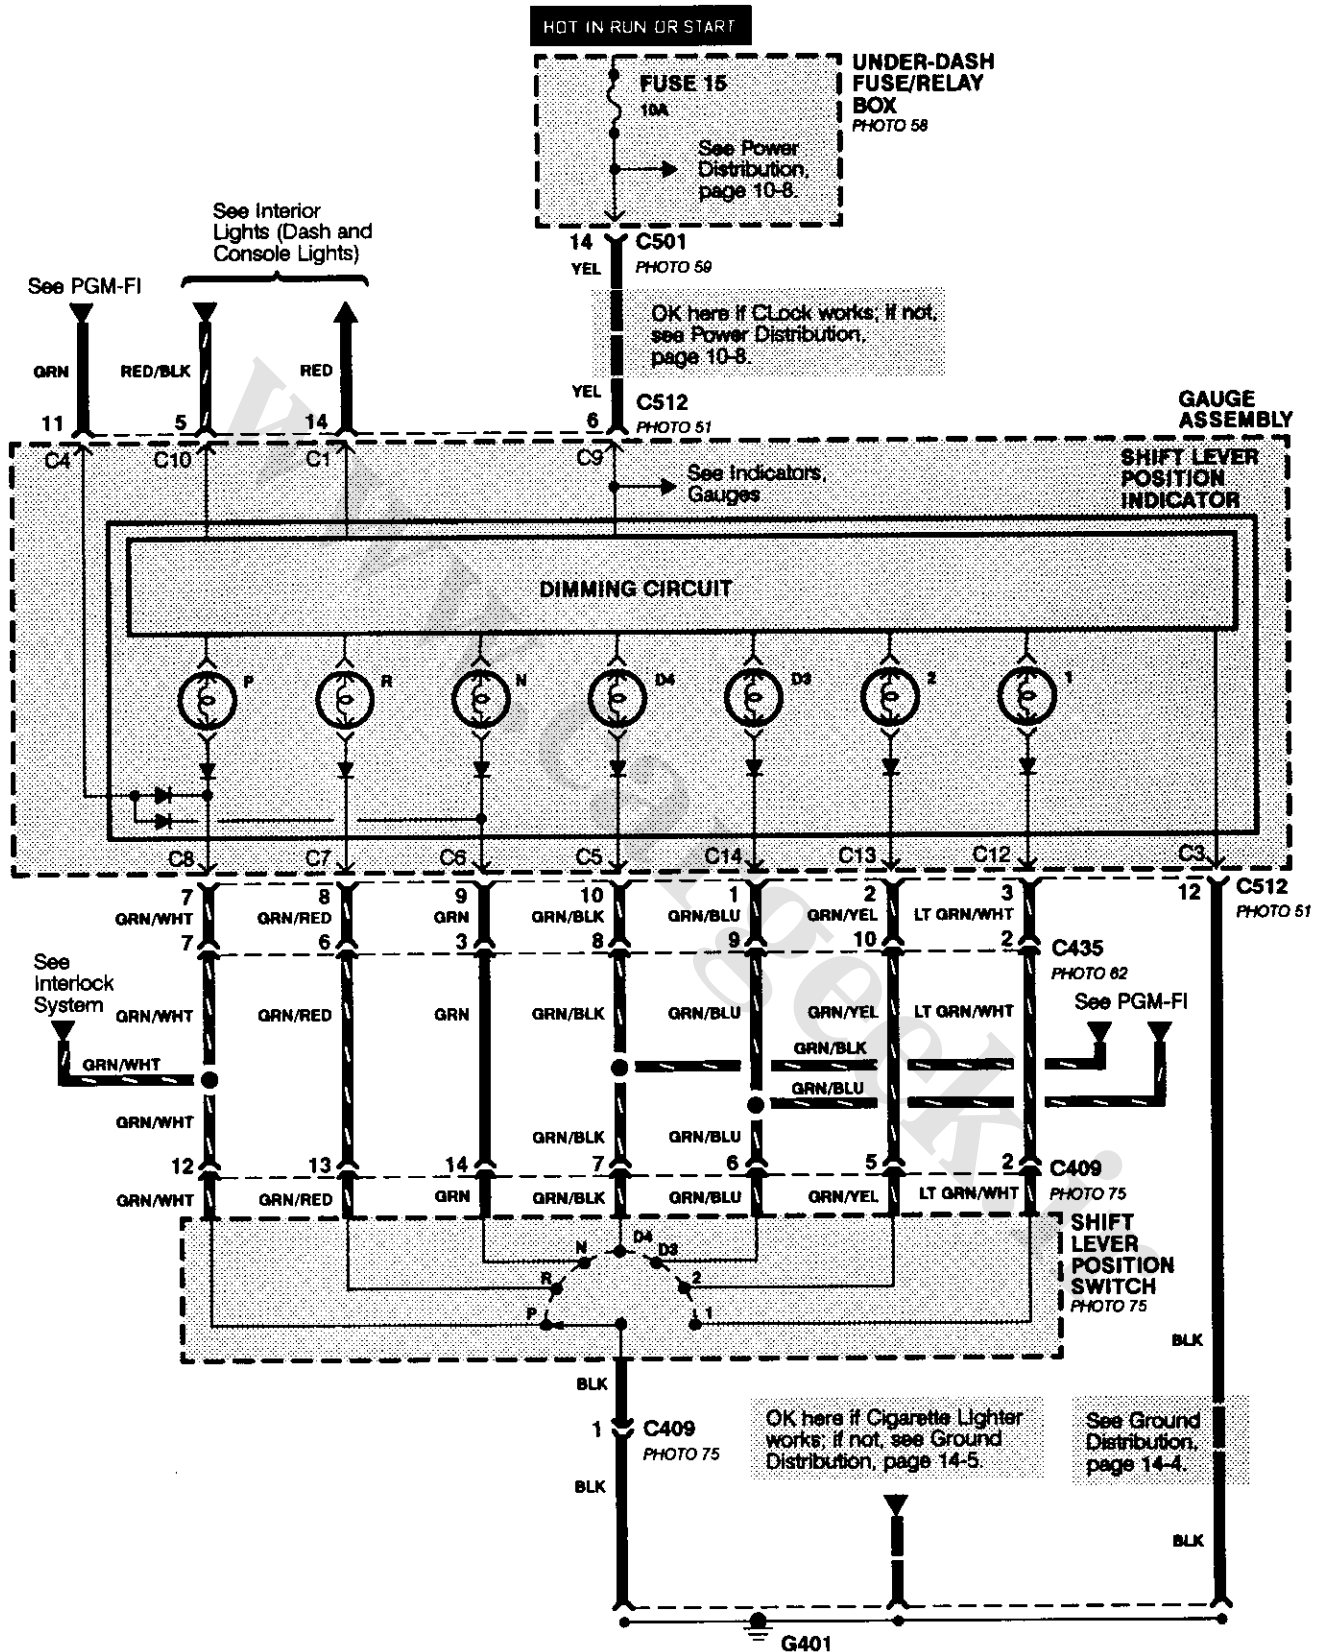 HOT IN RUN OR START
UNDER-DASH
FUSE/RELAY
BOX
PHOTO 58
FUSE 15
10A
See Power
Distribution,
page 10-8.
14
C501
YEL
PHOTO 59
See Interior
Lights (Dash and
Console Lights)
See PGM-FI
OK here if CLock works; if not,
see Power Distribution,
page 10-8.
GRN
RED/BLK
RED
YEL
C512
PHOTO 51
11
5
14
6
GAUGE
ASSEMBLY
C4
C10
C1
C9
See Indicators,
Gauges
SHIFT LEVER
POSITION
INDICATOR
DIMMING CIRCUIT
P
R
N
D4
D3
2
1
C8
C7
C6
C5
C14
C13
C12
C3
7
8
9
10
1
2
3
12
C512
PHOTO 51
GRN/WHT
GRN/RED
GRN
GRN/BLK
GRN/BLU
GRN/YEL
LT GRN/WHT
7
6
3
8
9
10
2
C435
PHOTO 62
See
Interlock
System
See PGM-FI
GRN/WHT
GRN/RED
GRN
GRN/BLK
GRN/BLU
GRN/YEL
LT GRN/WHT
GRN/BLK
GRN/WHT
GRN/BLU
GRN/WHT
GRN/BLK
GRN/BLU
12
13
14
7
6
5
2
C409
PHOTO 75
GRN/WHT
GRN/RED
GRN
GRN/BLK
GRN/BLU
GRN/YEL
LT GRN/WHT
SHIFT
LEVER
POSITION
SWITCH
PHOTO 75
P
R
N
D4
D3
2
1
BLK
BLK
1
C409
PHOTO 75
BLK
OK here if Cigarette Lighter
works; if not, see Ground
Distribution, page 14-5.
See Ground
Distribution,
page 14-4.
BLK
G401